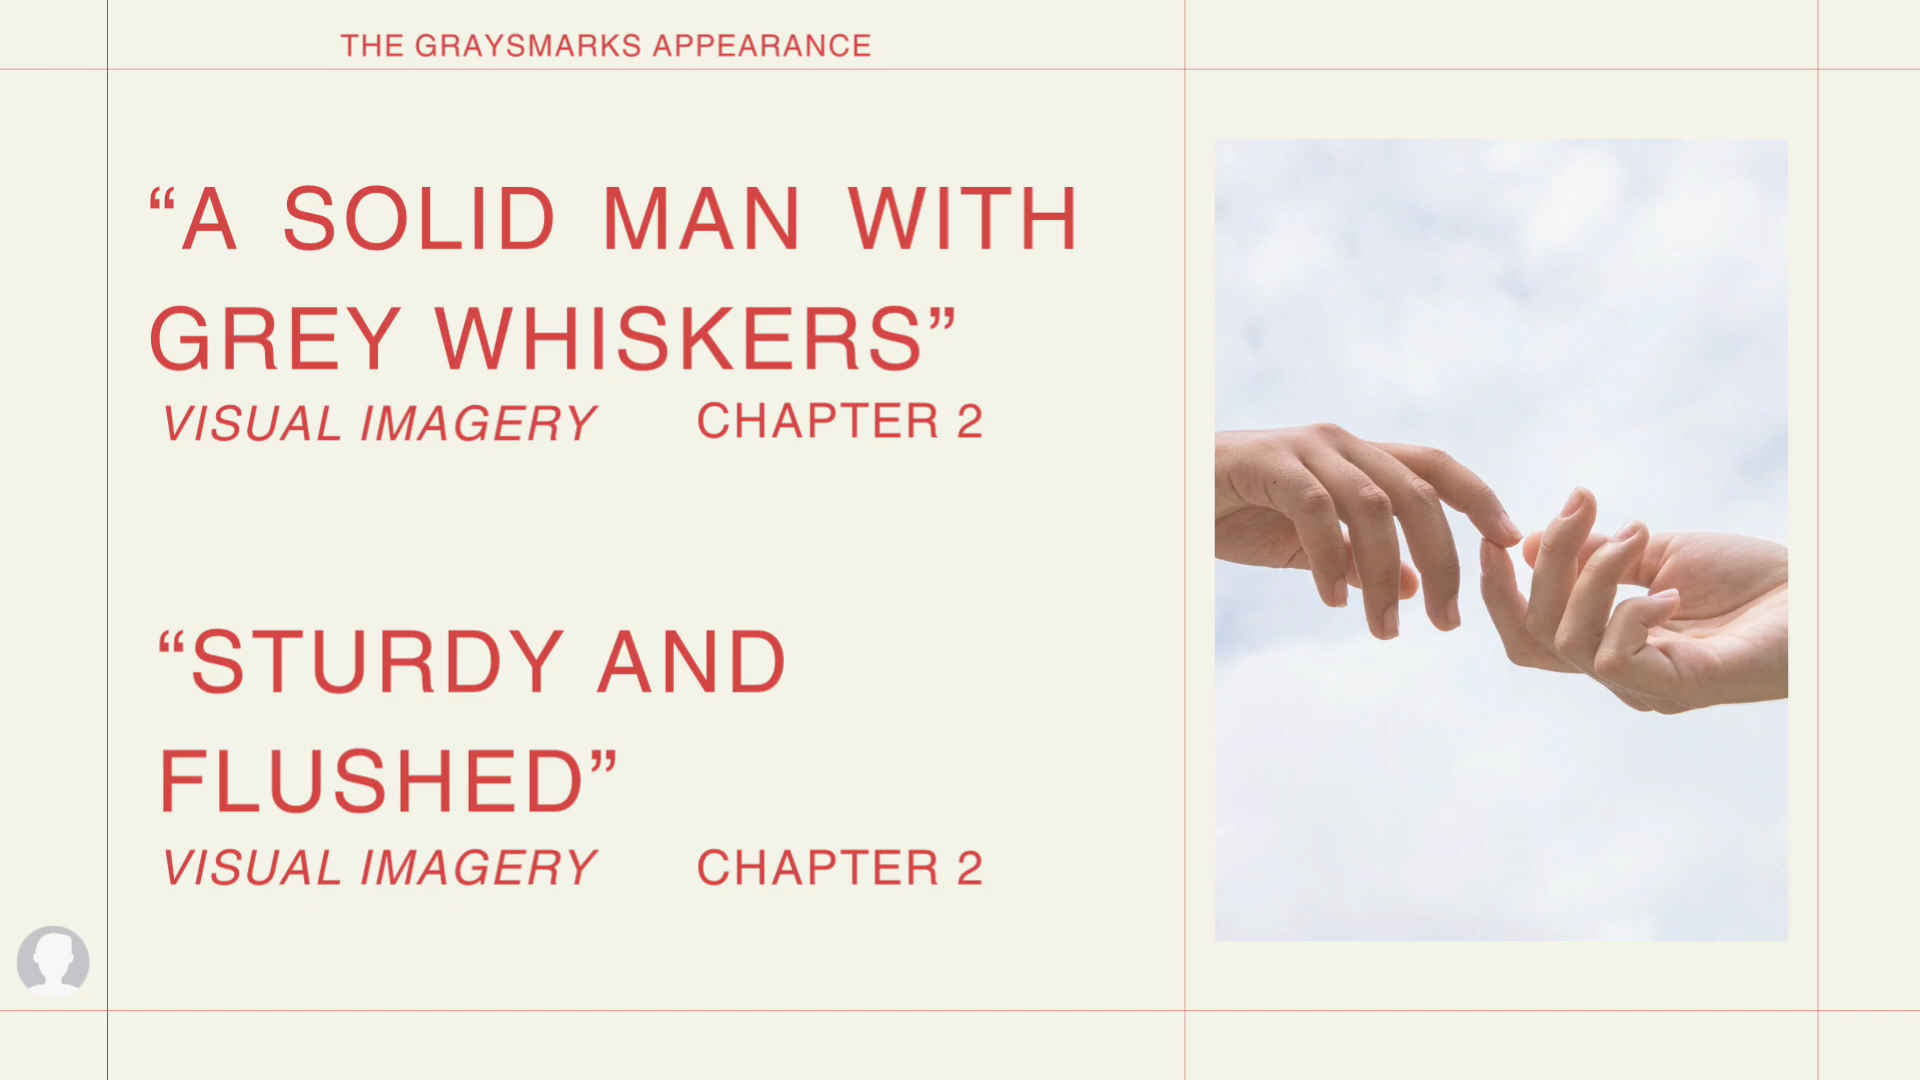 THE GRAYSMARKS APPEARANCE
“A SOLID MAN WITH
GREY WHISKERS”
VISUAL IMAGERY CHAPTER 2
“STURDY AND
FLUSHED”
VISUAL IMAGERY CHAPTER 2